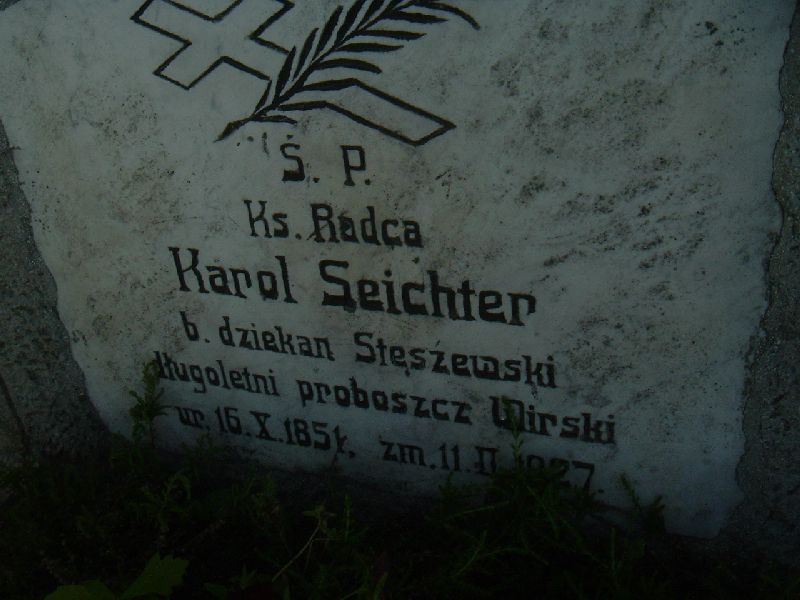 Ś. P.
Ks. Radca
Karol Seichter
b. dziekan Stęszewski
długoletni proboszcz Wirski
ur. 16. X. 1851. zm. 11. II. 1927.